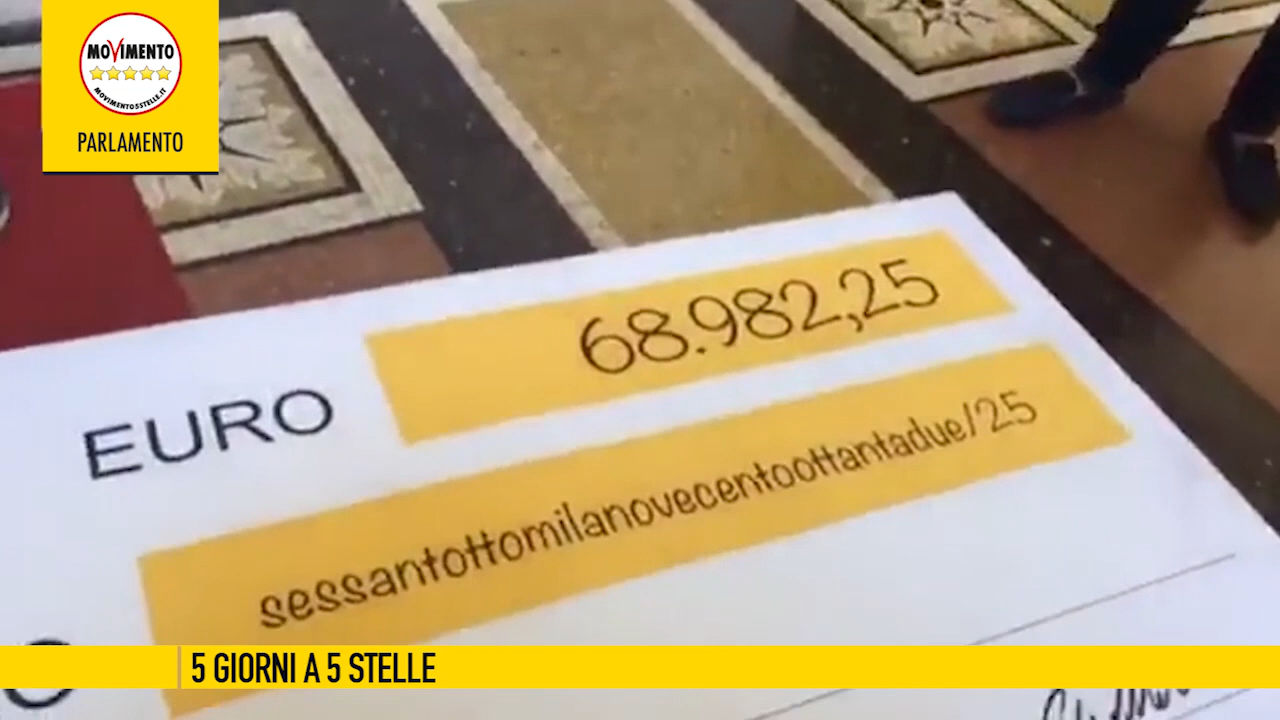 MOVIMENTO
MOVIMENTO5STELLE.IT
PARLAMENTO
EURO 68.982,25
sessantottomilanovecentoottantadue/25
5 GIORNI A 5 STELLE